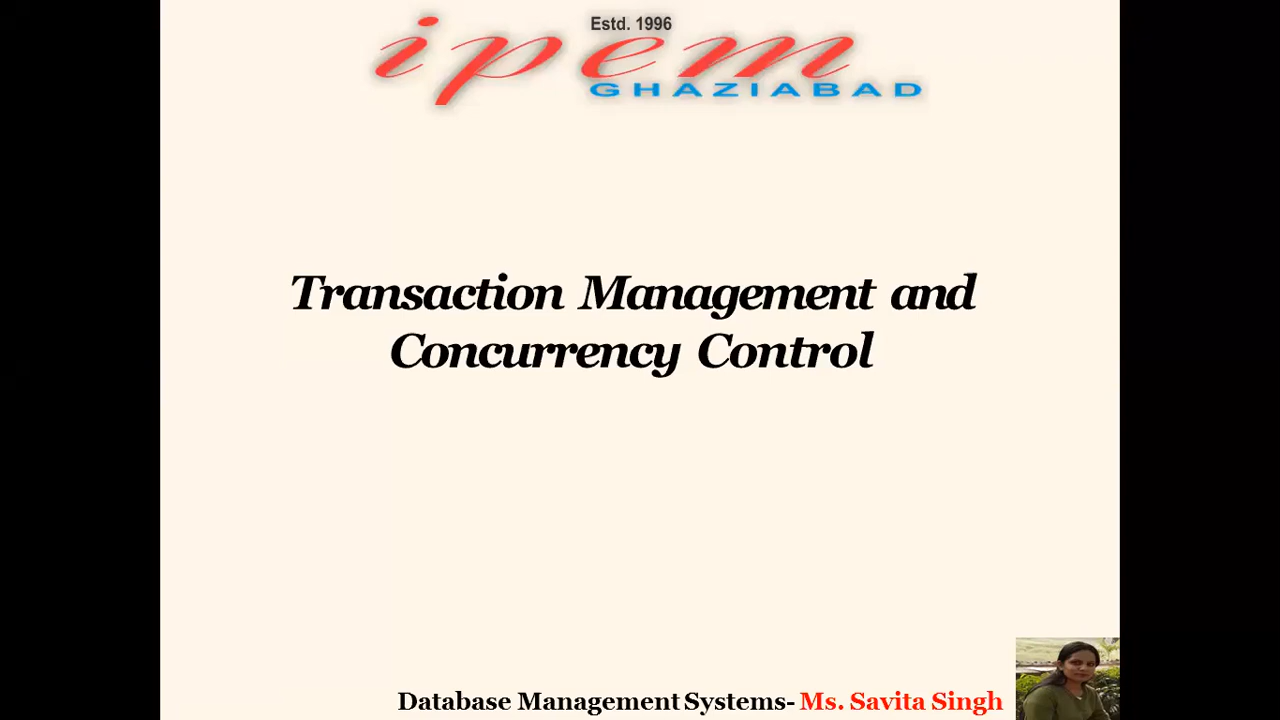 Estd. 1996
ipem
GHAZIABAD
Transaction Management and
Concurrency Control
Database Management Systems- Ms. Savita Singh